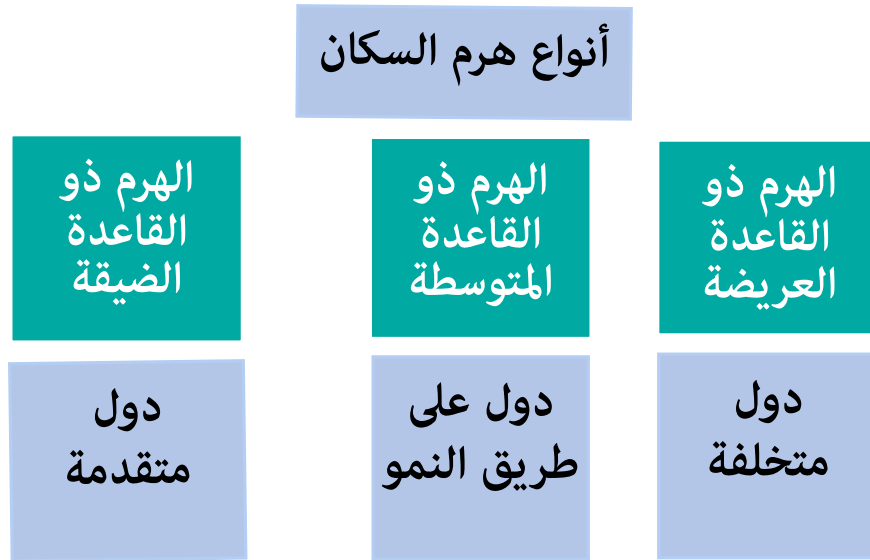 أنواع هرم السكان
الهرم ذو
القاعدة
العريضة
الهرم ذو
القاعدة
المتوسطة
الهرم ذو
القاعدة
الضيقة
دول
متخلفة
دول على
طريق النمو
دول
متقدمة